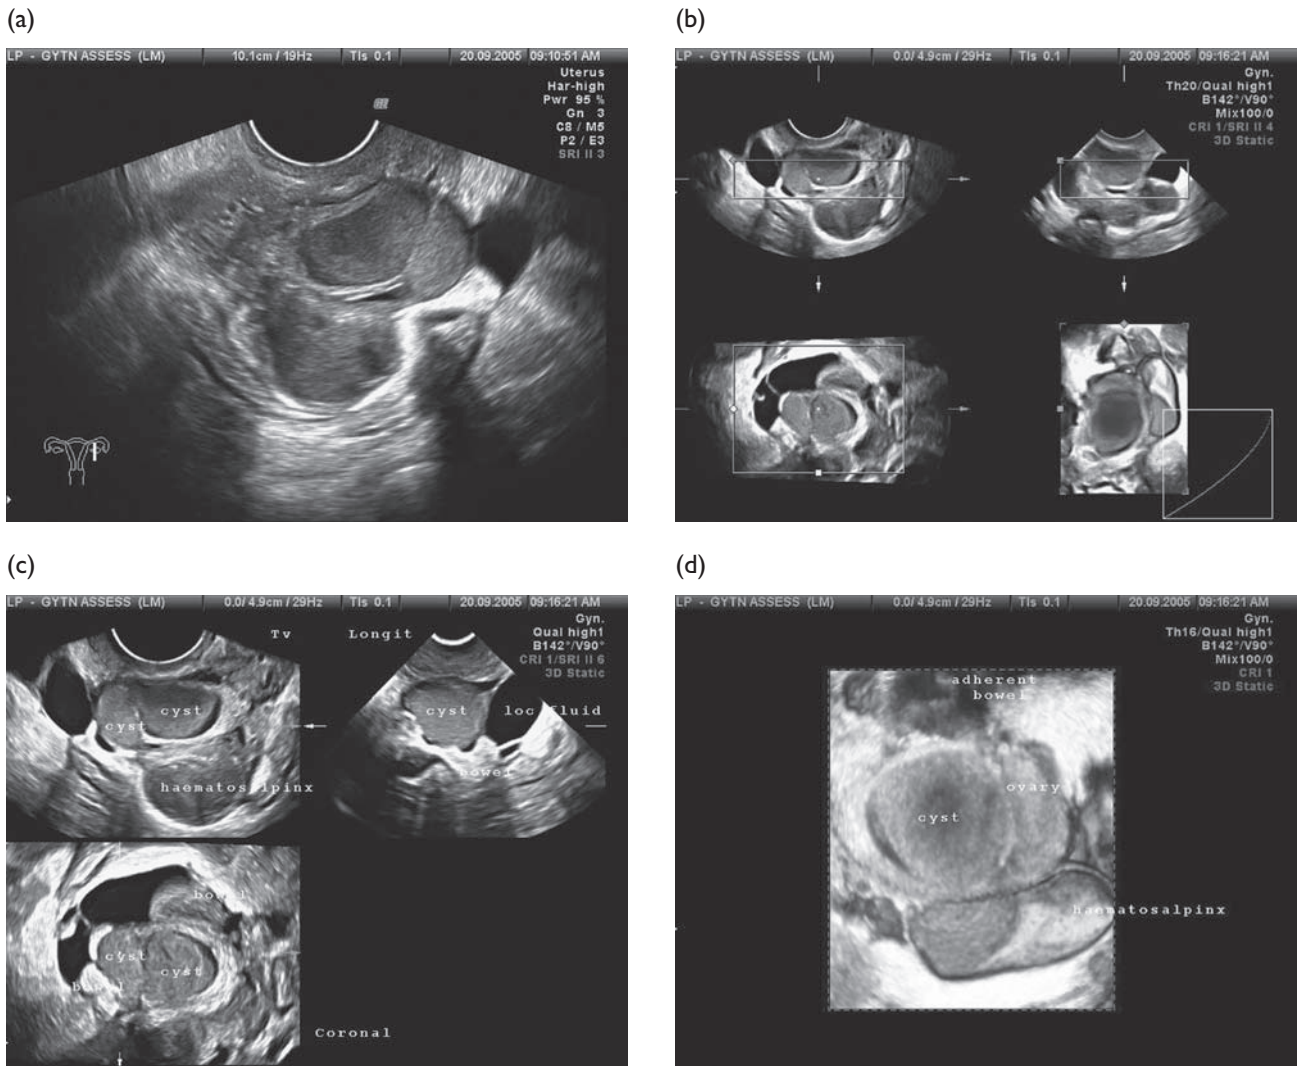 (a)
LP - GYTN ASSESS (LM) 10.1cm / 19Hz TIs 0.1 20.09.2005 09:10:51 AM
Uterus
Har-high
Pwr 95 %
Gn 3
C8 / M5
P2 / E3
SRI II 3
(b)
LP - GYTN ASSESS (LM) 0.0/ 4.9cm / 29Hz TIs 0.1 20.09.2005 09:16:21 AM
Gyn.
Th20/Qual high1
B142°/V90°
Mix100/0
CRI 1/SRI II 4
3D Static
(c)
LP - GYTN ASSESS (LM) 0.0/ 4.9cm / 29Hz TIs 0.1 20.09.2005 09:16:21 AM
Gyn.
Qual high1
B142°/V90°
CRI 1/SRI II 6
3D Static
Tv
Longit
cyst
cyst
haematosalpinx
cyst
loc fluid
bowel
bowel
cyst
cyst
bowel
Coronal
(d)
LP - GYTN ASSESS (LM) 0.0/ 4.9cm / 29Hz TIs 0.1 20.09.2005 09:16:21 AM
Gyn.
Th16/Qual high1
B142°/V90°
Mix100/0
CRI 1
3D Static
adherent
bowel
ovary
cyst
haematosalpinx